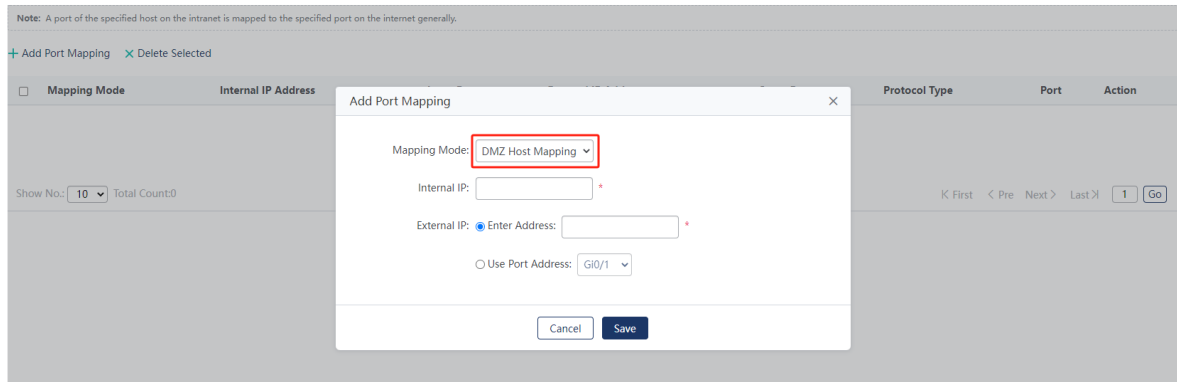 Note: A port of the specified host on the intranet is mapped to the specified port on the internet generally.
+ Add Port Mapping × Delete Selected
Mapping Mode Internal IP Address Protocol Type Port Action
Add Port Mapping ×
Mapping Mode: DMZ Host Mapping
Internal IP: *
External IP: Enter Address: *
Use Port Address: Gi0/1
Cancel Save
Show No.: 10 Total Count:0 First Pre Next Last 1 Go